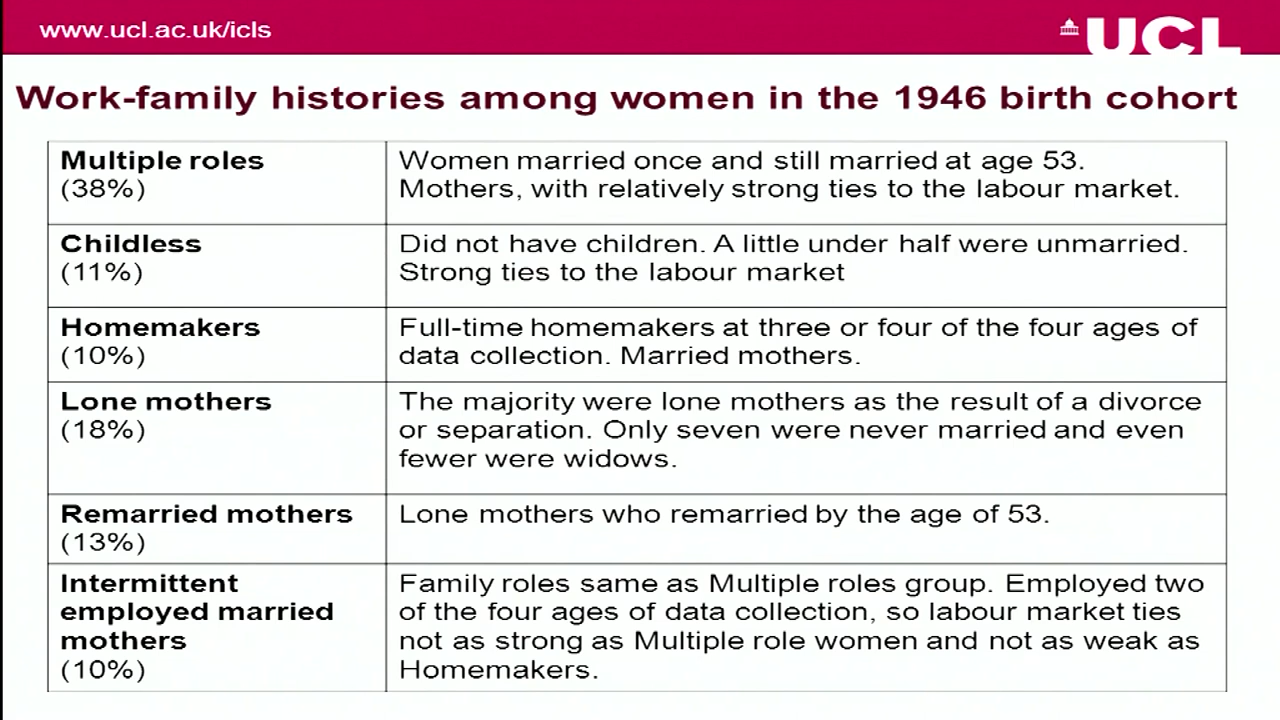 www.ucl.ac.uk/icls
UCL
Work-family histories among women in the 1946 birth cohort
Multiple roles
(38%)
Women married once and still married at age 53.
Mothers, with relatively strong ties to the labour market.
Childless
(11%)
Did not have children. A little under half were unmarried.
Strong ties to the labour market
Homemakers
(10%)
Full-time homemakers at three or four of the four ages of
data collection. Married mothers.
Lone mothers
(18%)
The majority were lone mothers as the result of a divorce
or separation. Only seven were never married and even
fewer were widows.
Remarried mothers
(13%)
Lone mothers who remarried by the age of 53.
Intermittent
employed married
mothers
(10%)
Family roles same as Multiple roles group. Employed two
of the four ages of data collection, so labour market ties
not as strong as Multiple role women and not as weak as
Homemakers.